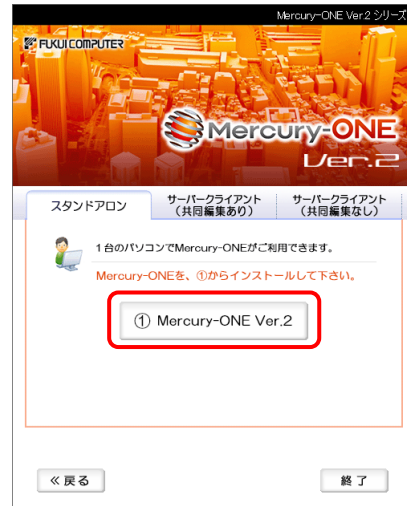 Mercury-ONE Ver.2 シリーズ
FUKUI COMPUTER
Mercury-ONE
Ver.2
スタンドアロン
サーバークライアント
（共同編集あり）
サーバークライアント
（共同編集なし）
1台のパソコンでMercury-ONEがご利用できます。
Mercury-ONEを、①からインストールして下さい。
① Mercury-ONE Ver.2
≪戻る
終了